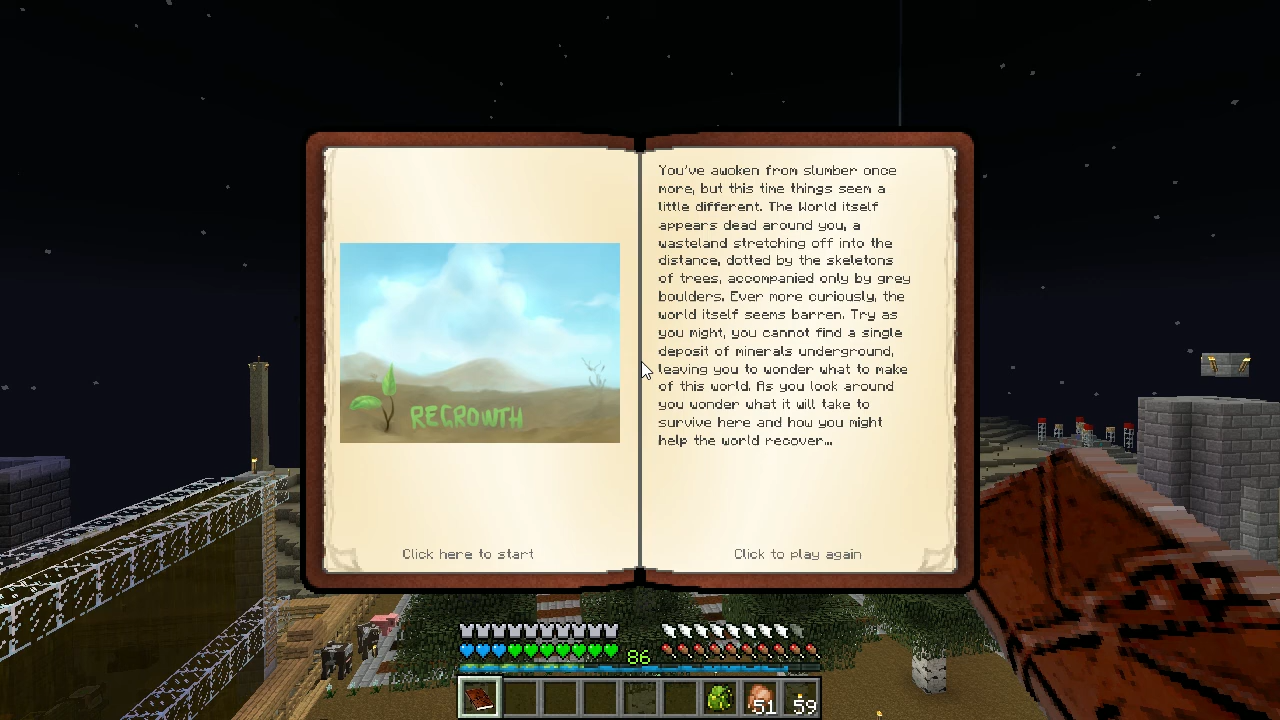 REGROWTH
Click here to start
You've awoken from slumber once
more, but this time things seem a
little different. The World itself
appears dead around you, a
wasteland stretching off into the
distance, dotted by the skeletons
of trees, accompanied only by grey
boulders. Ever more curiously, the
world itself seems barren. Try as
you might, you cannot find a single
deposit of minerals underground,
leaving you to wonder what to make
of this world. As you look around
you wonder what it will take to
survive here and how you might
help the world recover...
Click to play again
86
51 59